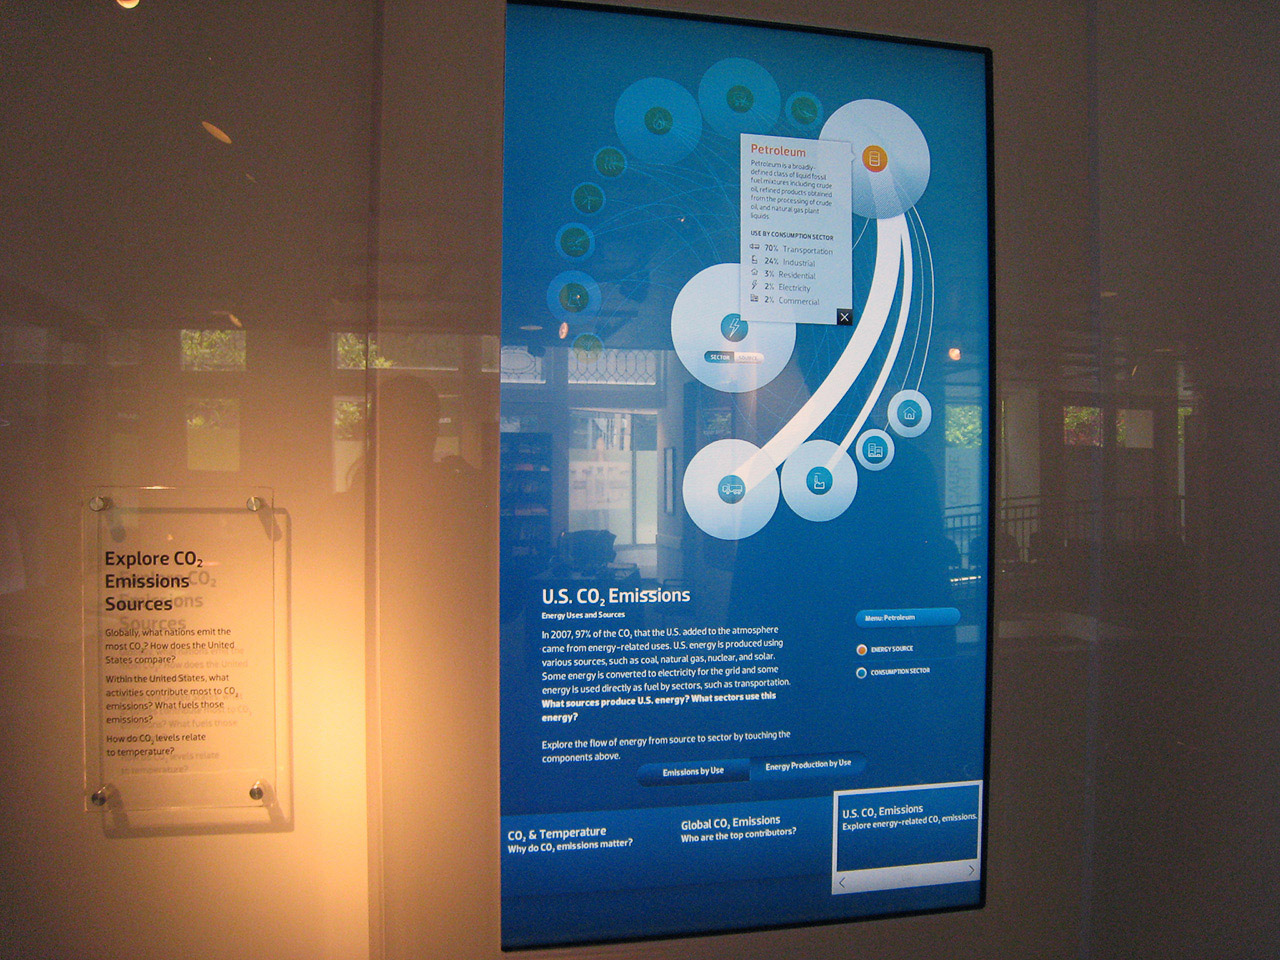 Explore CO₂
Emissions
Sources
Globally, what nations emit the
most CO₂? How does the United
States compare?
Within the United States, what
activities contribute most to CO₂
emissions? What fuels those
emissions?
How do CO₂ levels relate
to temperature?
Petroleum
Petroleum is a broadly-
defined class of liquid fossil
fuel mixtures including crude
oil, refined products obtained
from the processing of crude
oil, and natural gas plant
liquids.
USE BY CONSUMPTION SECTOR
70% Transportation
24% Industrial
3% Residential
2% Electricity
2% Commercial
SECTOR SOURCE
U.S. CO₂ Emissions
Energy Uses and Sources
In 2007, 97% of the CO₂ that the U.S. added to the atmosphere
came from energy-related uses. U.S. energy is produced using
various sources, such as coal, natural gas, nuclear, and solar.
Some energy is converted to electricity for the grid and some
energy is used directly as fuel by sectors, such as transportation.
What sources produce U.S. energy? What sectors use this
energy?
Explore the flow of energy from source to sector by touching the
components above.
Menu: Petroleum
ENERGY SOURCE
CONSUMPTION SECTOR
Emissions by Use
Energy Production by Use
CO₂ & Temperature
Why do CO₂ emissions matter?
Global CO₂ Emissions
Who are the top contributors?
U.S. CO₂ Emissions
Explore energy-related CO₂ emissions.